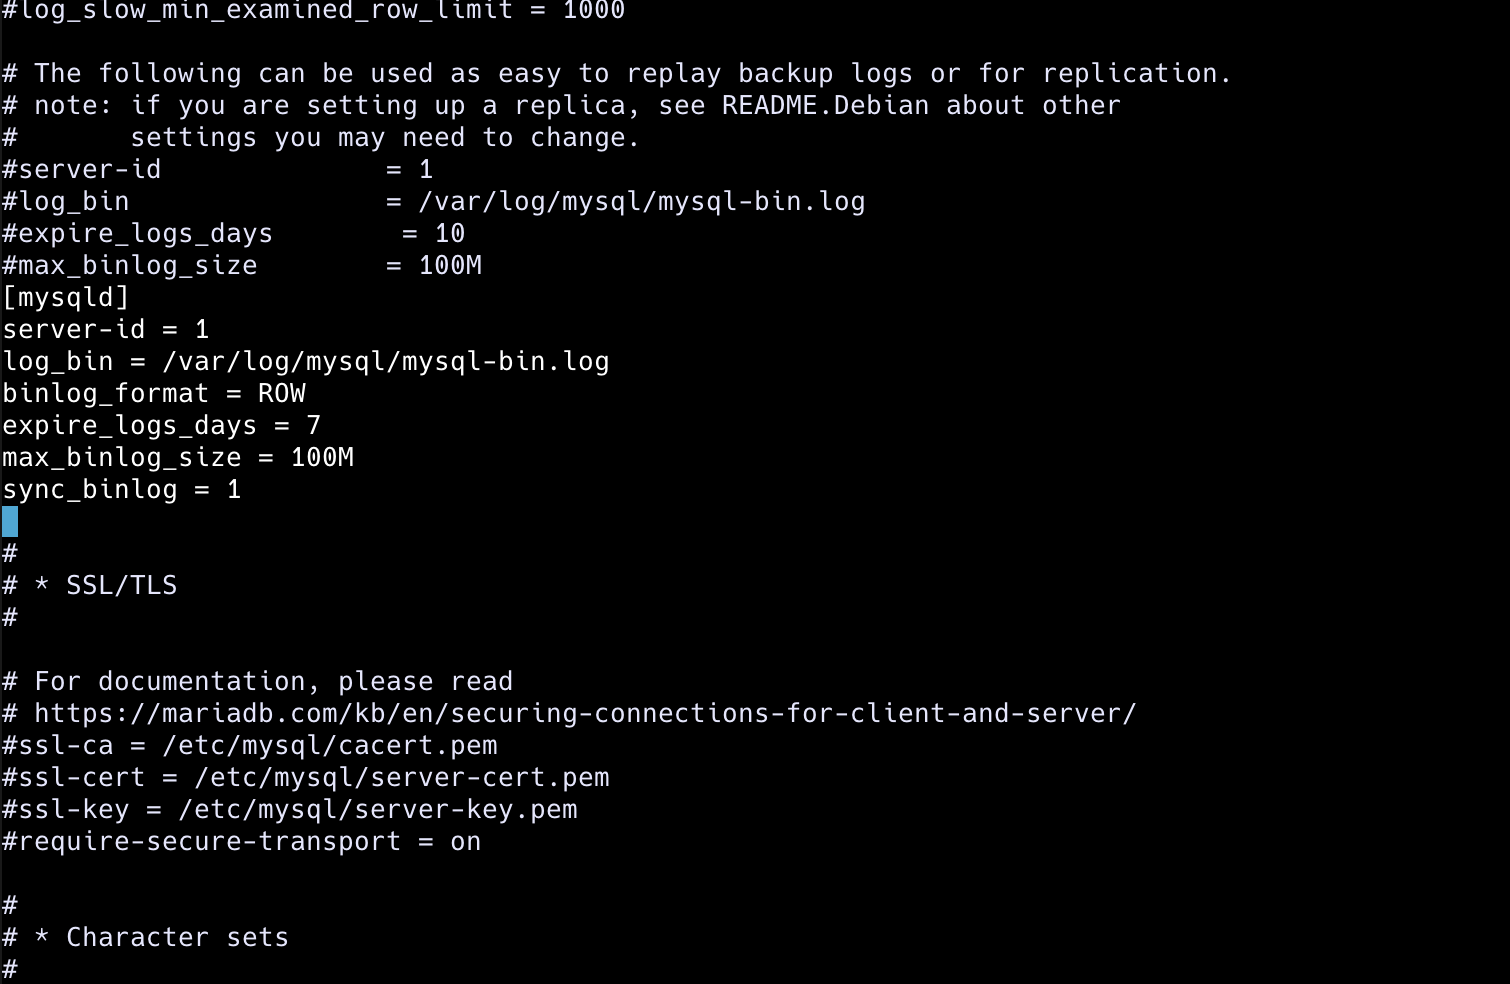 #log_slow_min_examined_row_limit = 1000
# The following can be used as easy to replay backup logs or for replication.
# note: if you are setting up a replica, see README.Debian about other
#       settings you may need to change.
#server-id              = 1
#log_bin                = /var/log/mysql/mysql-bin.log
#expire_logs_days        = 10
#max_binlog_size        = 100M
[mysqld]
server-id = 1
log_bin = /var/log/mysql/mysql-bin.log
binlog_format = ROW
expire_logs_days = 7
max_binlog_size = 100M
sync_binlog = 1
#
# * SSL/TLS
#
# For documentation, please read
# https://mariadb.com/kb/en/securing-connections-for-client-and-server/
#ssl-ca = /etc/mysql/cacert.pem
#ssl-cert = /etc/mysql/server-cert.pem
#ssl-key = /etc/mysql/server-key.pem
#require-secure-transport = on
#
# * Character sets
#